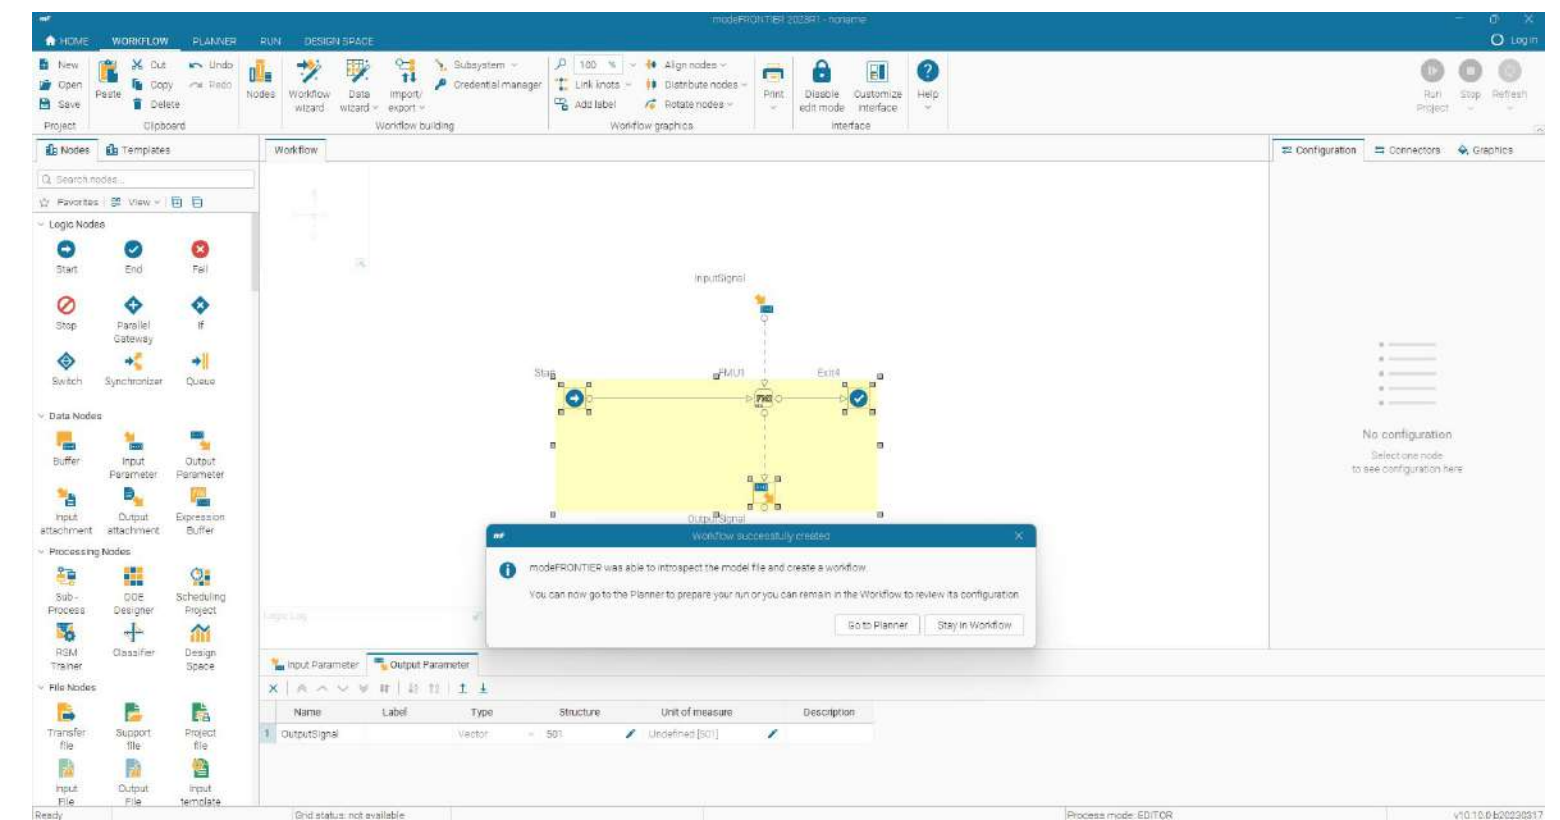 modeFRONTIER 2023R1 - noname
HOME WORKFLOW PLANNER RUN DESIGN SPACE Log in
New Cut Undo
Open Copy Redo
Save Paste Delete
Nodes Workflow wizard Data wizard Import/ export
Subsystem
Credential manager
100 %
Link knots
Add label
Align nodes
Distribute nodes
Rotate nodes
Print Disable edit mode Customize interface Help
Run Project Stop Refresh
Project Clipboard Workflow building Workflow graphics Interface
Nodes Templates Workflow Configuration Connectors Graphics
Search nodes...
Favorites View
Logic Nodes
Start End Fail
Stop Parallel Gateway If
Switch Synchronizer Queue
Data Nodes
Buffer Input Parameter Output Parameter
Input attachment Output attachment Expression Buffer
Processing Nodes
Sub-Process DOE Designer Scheduling Project
RSM Trainer Classifier Design Space
File Nodes
Transfer file Support file Project file
Input File Output File Input template
InputSignal
FMU1 Exit4
FMI
OutputSignal
No configuration
Select one node
to see configuration here
Workflow successfully created
modeFRONTIER was able to introspect the model file and create a workflow.
You can now go to the Planner to prepare your run or you can remain in the Workflow to review its configuration
Go to Planner Stay in Workflow
Logic Log
Input Parameter Output Parameter
Name Label Type Structure Unit of measure Description
1 OutputSignal Vector 501 Undefined [501]
Ready Grid status: not available Process mode: EDITOR v10.10.0 b20230317